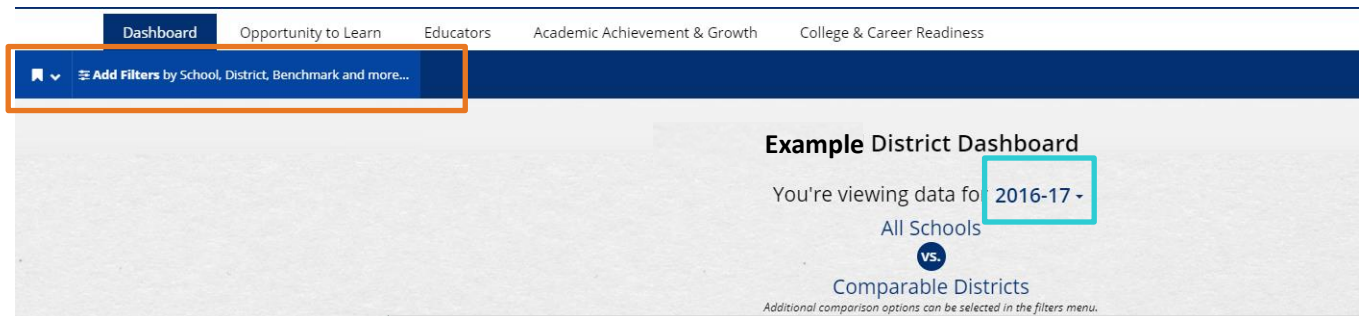 Dashboard Opportunity to Learn Educators Academic Achievement & Growth College & Career Readiness
Add Filters by School, District, Benchmark and more...
Example District Dashboard
You're viewing data for 2016-17
All Schools
vs.
Comparable Districts
Additional comparison options can be selected in the filters menu.